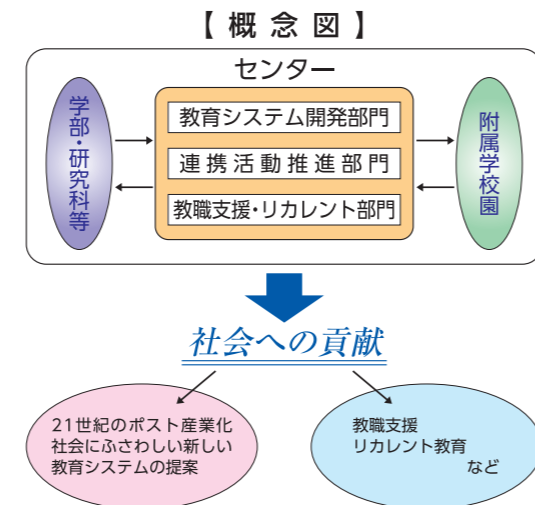 【概念図】
センター
学部・研究科等
教育システム開発部門
連携活動推進部門
教職支援・リカレント部門
附属学校園
社会への貢献
21世紀のポスト産業化
社会にふさわしい新しい
教育システムの提案
教職支援
リカレント教育
など